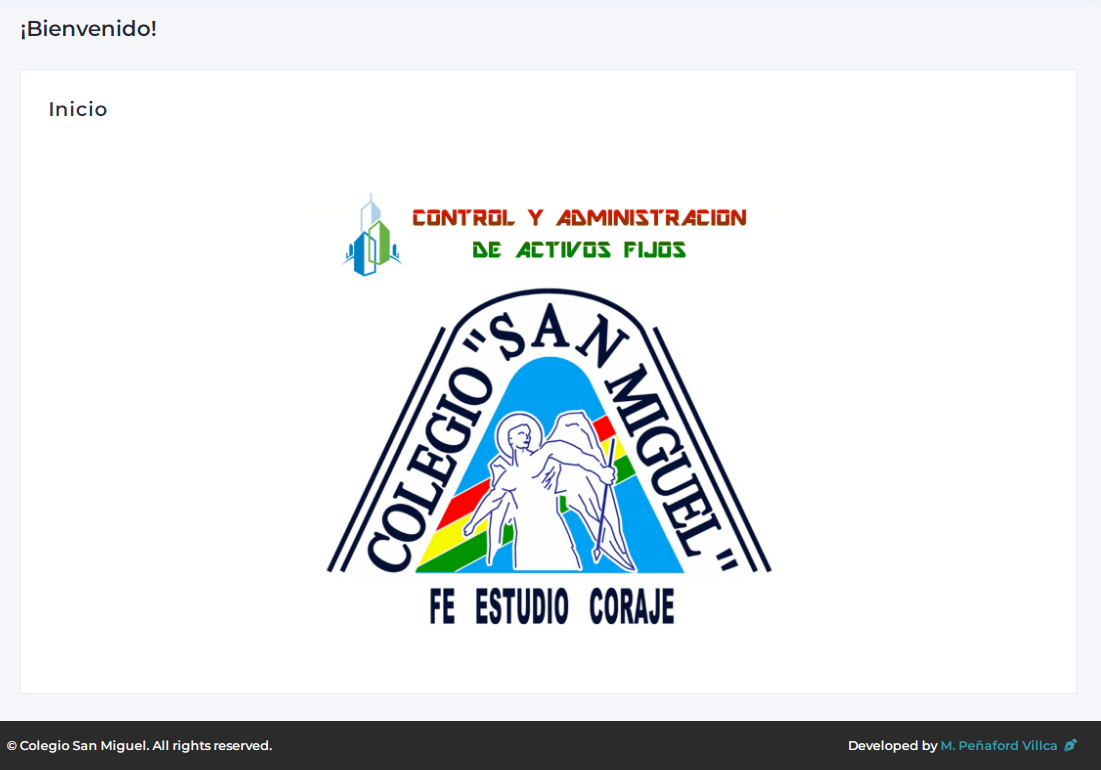 ¡Bienvenido!
Inicio
CONTROL Y ADMINISTRACION
DE ACTIVOS FIJOS
COLEGIO "SAN MIGUEL"
FE ESTUDIO CORAJE
© Colegio San Miguel. All rights reserved.
Developed by M. Peñaford Villca